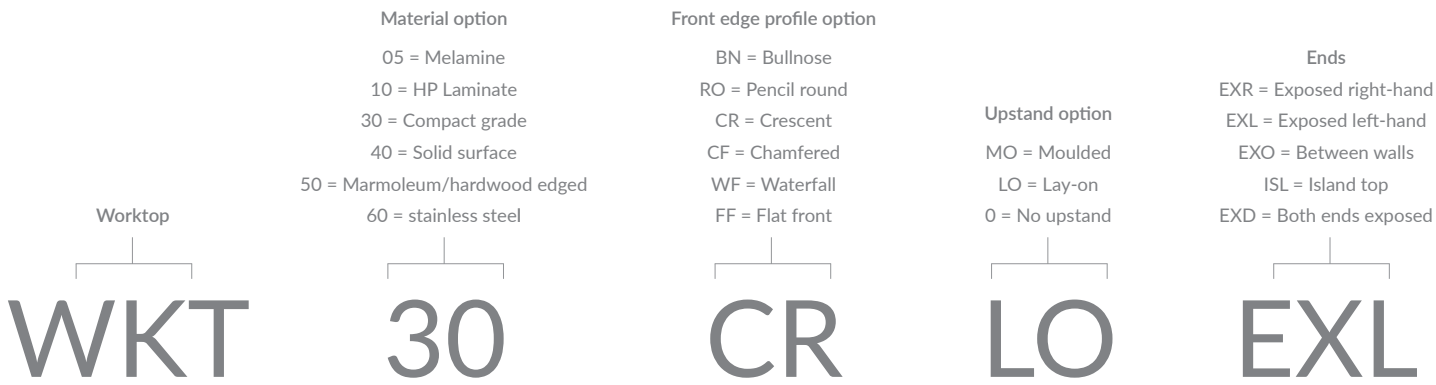 Material option
05 = Melamine
10 = HP Laminate
30 = Compact grade
40 = Solid surface
50 = Marmoleum/hardwood edged
60 = stainless steel
Front edge profile option
BN = Bullnose
RO = Pencil round
CR = Crescent
CF = Chamfered
WF = Waterfall
FF = Flat front
Upstand option
MO = Moulded
LO = Lay-on
0 = No upstand
Ends
EXR = Exposed right-hand
EXL = Exposed left-hand
EXO = Between walls
ISL = Island top
EXD = Both ends exposed
Worktop
WKT 30 CR LO EXL